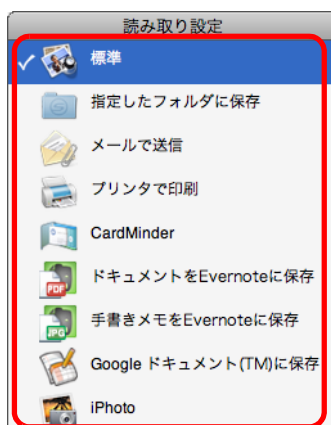 読み取り設定
標準
指定したフォルダに保存
メールで送信
プリンタで印刷
CardMinder
ドキュメントをEvernoteに保存
PDF
手書きメモをEvernoteに保存
JPG
Google ドキュメント(TM)に保存
iPhoto